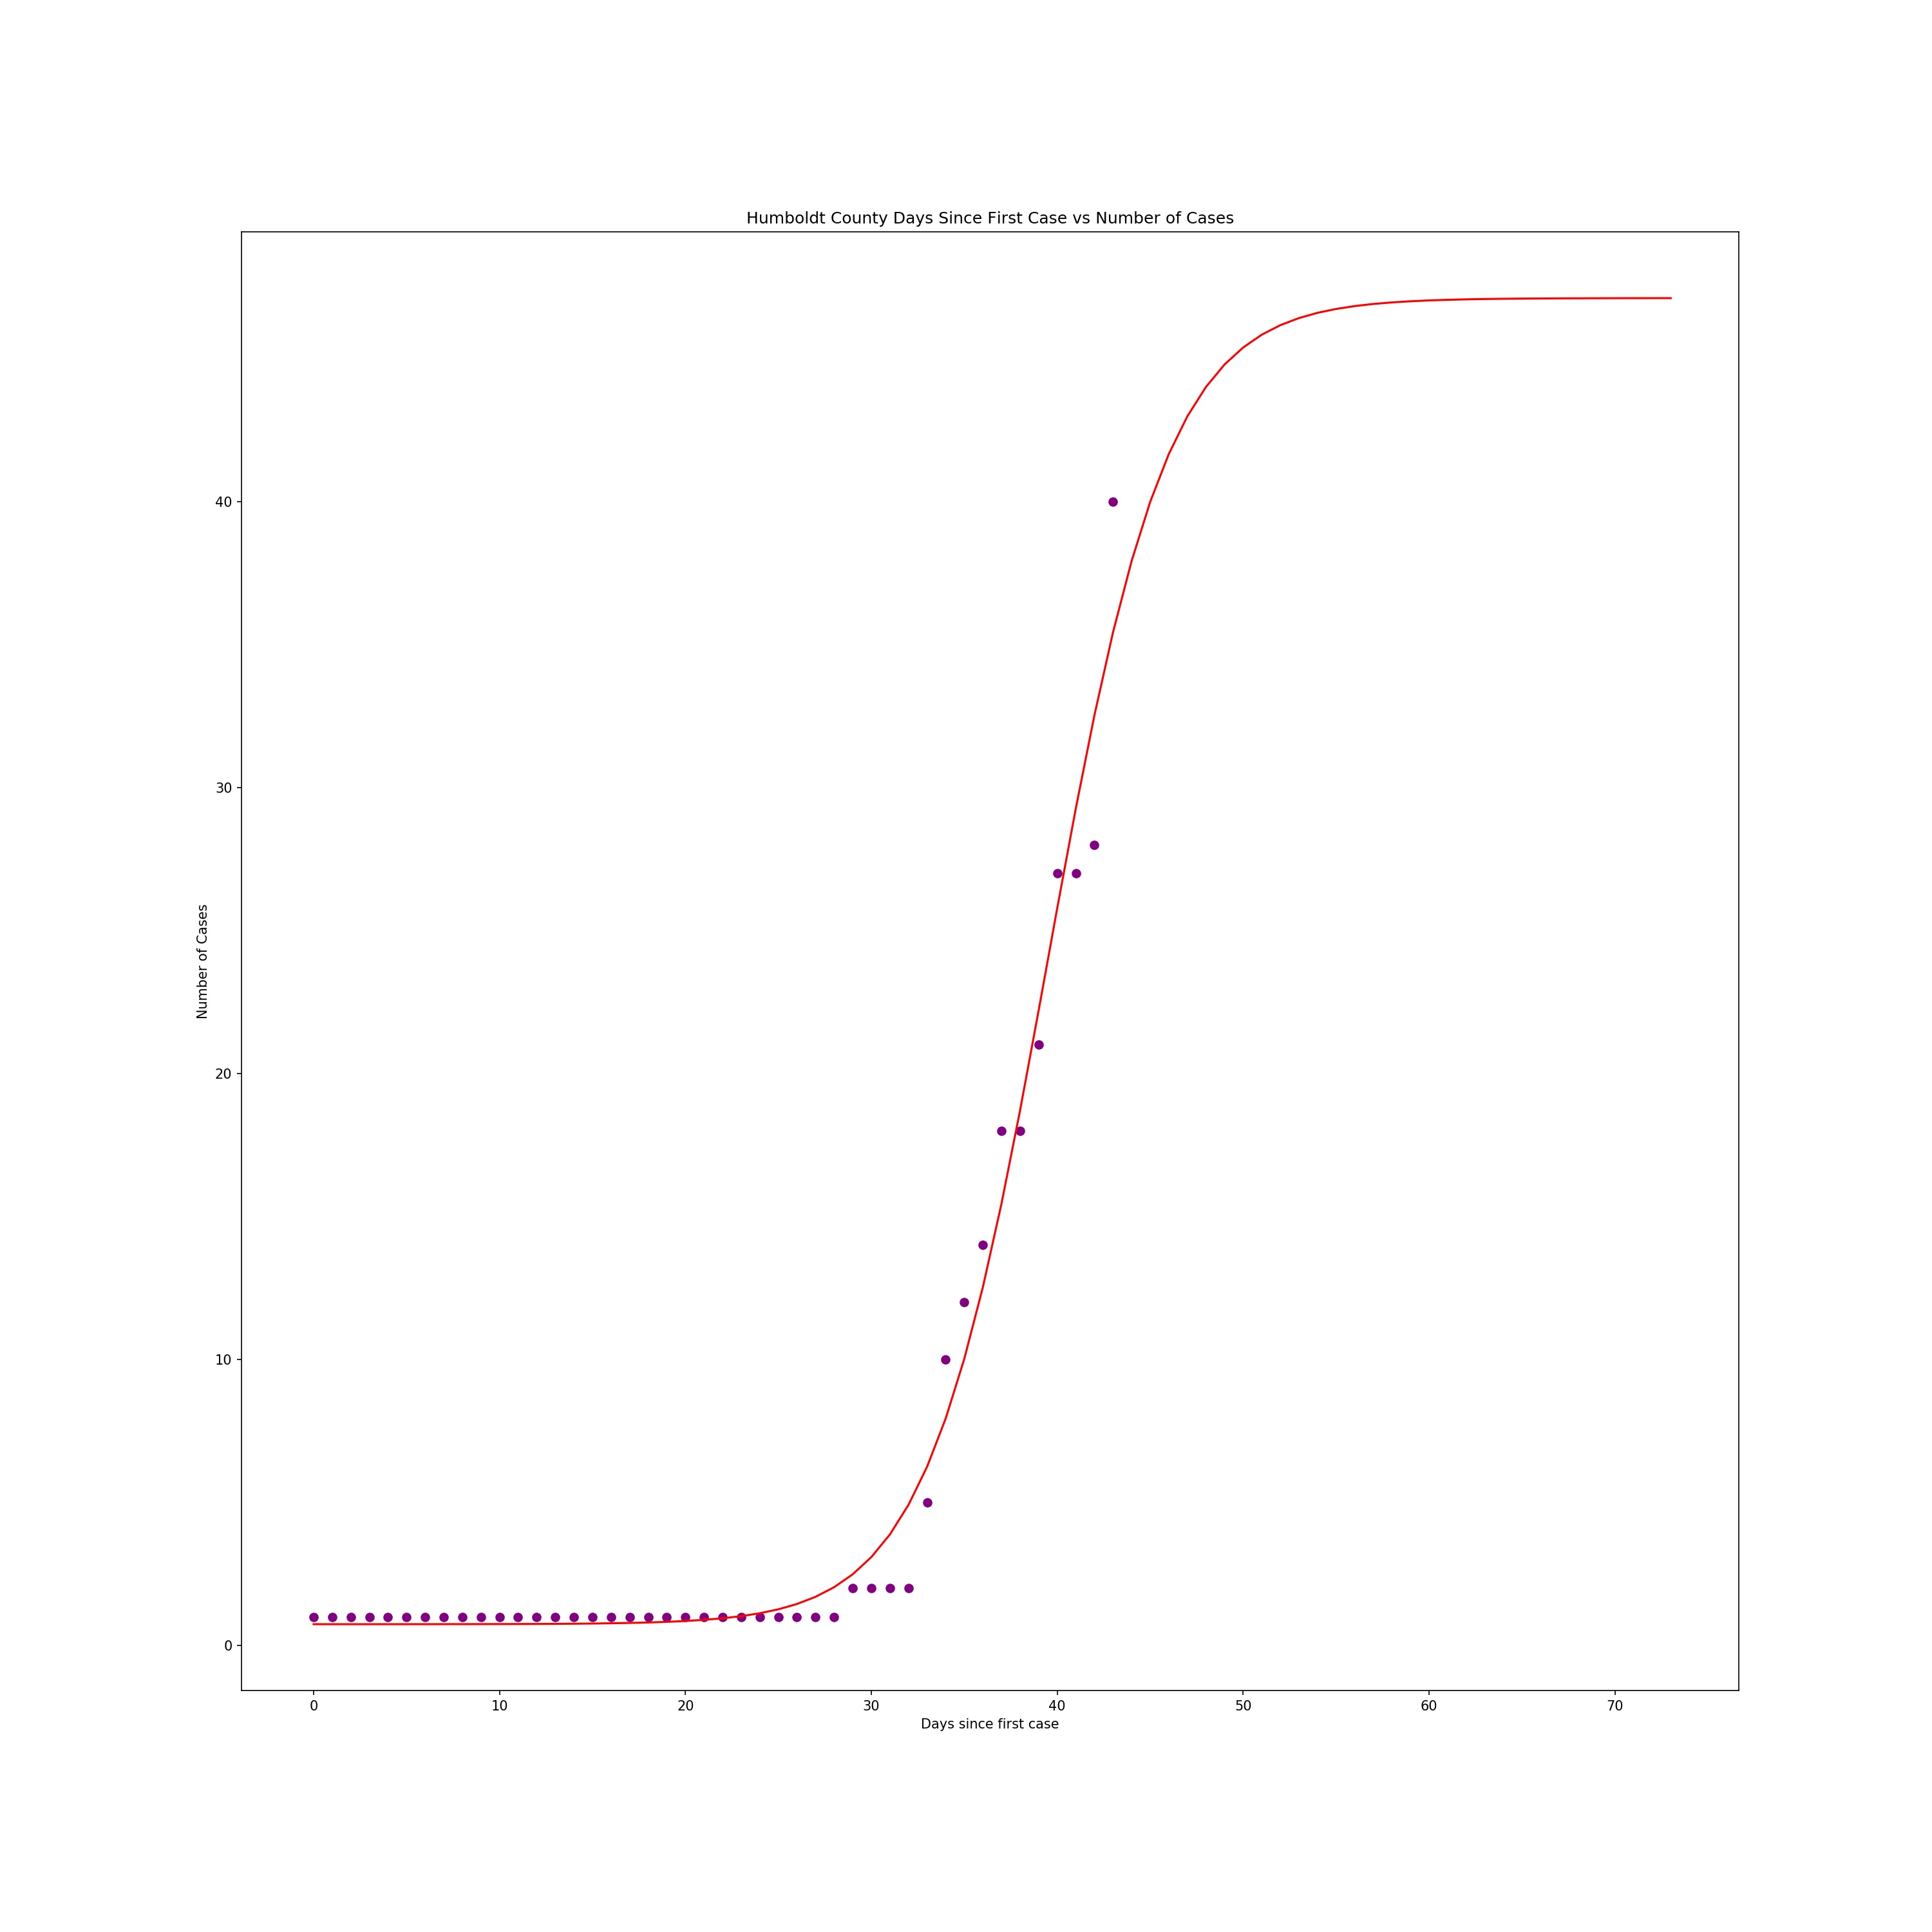 Humboldt County Days Since First Case vs Number of Cases
40
30
20
10
0
Number of Cases
0 10 20 30 40 50 60 70
Days since first case